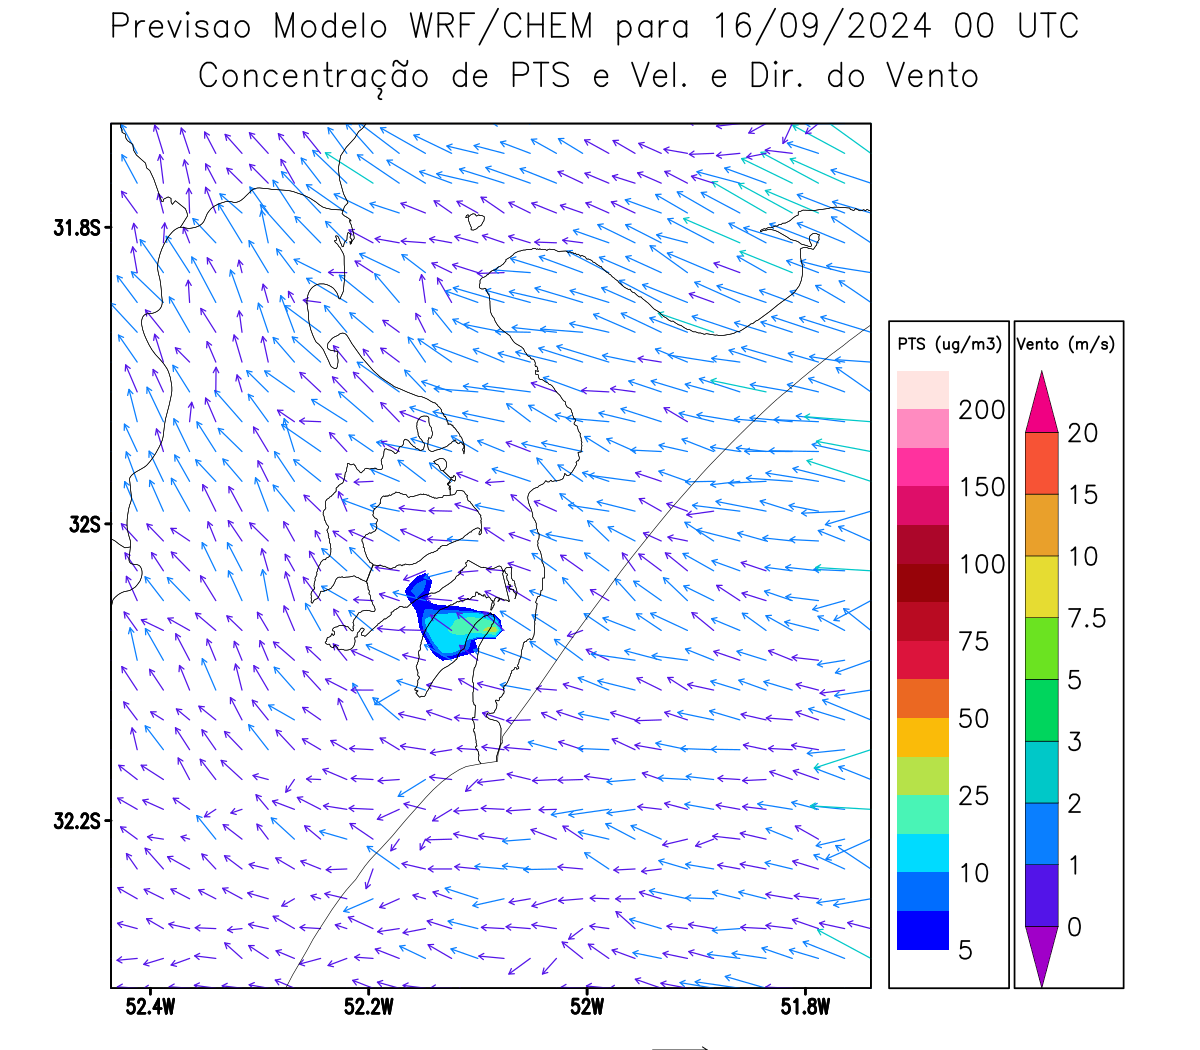 Previsao Modelo WRF/CHEM para 16/09/2024 00 UTC
Concentração de PTS e Vel. e Dir. do Vento
31.8S
32S
32.2S
52.4W
52.2W
52W
51.8W
PTS (ug/m3)
200
150
100
75
50
25
10
5
Vento (m/s)
20
15
10
7.5
5
3
2
1
0